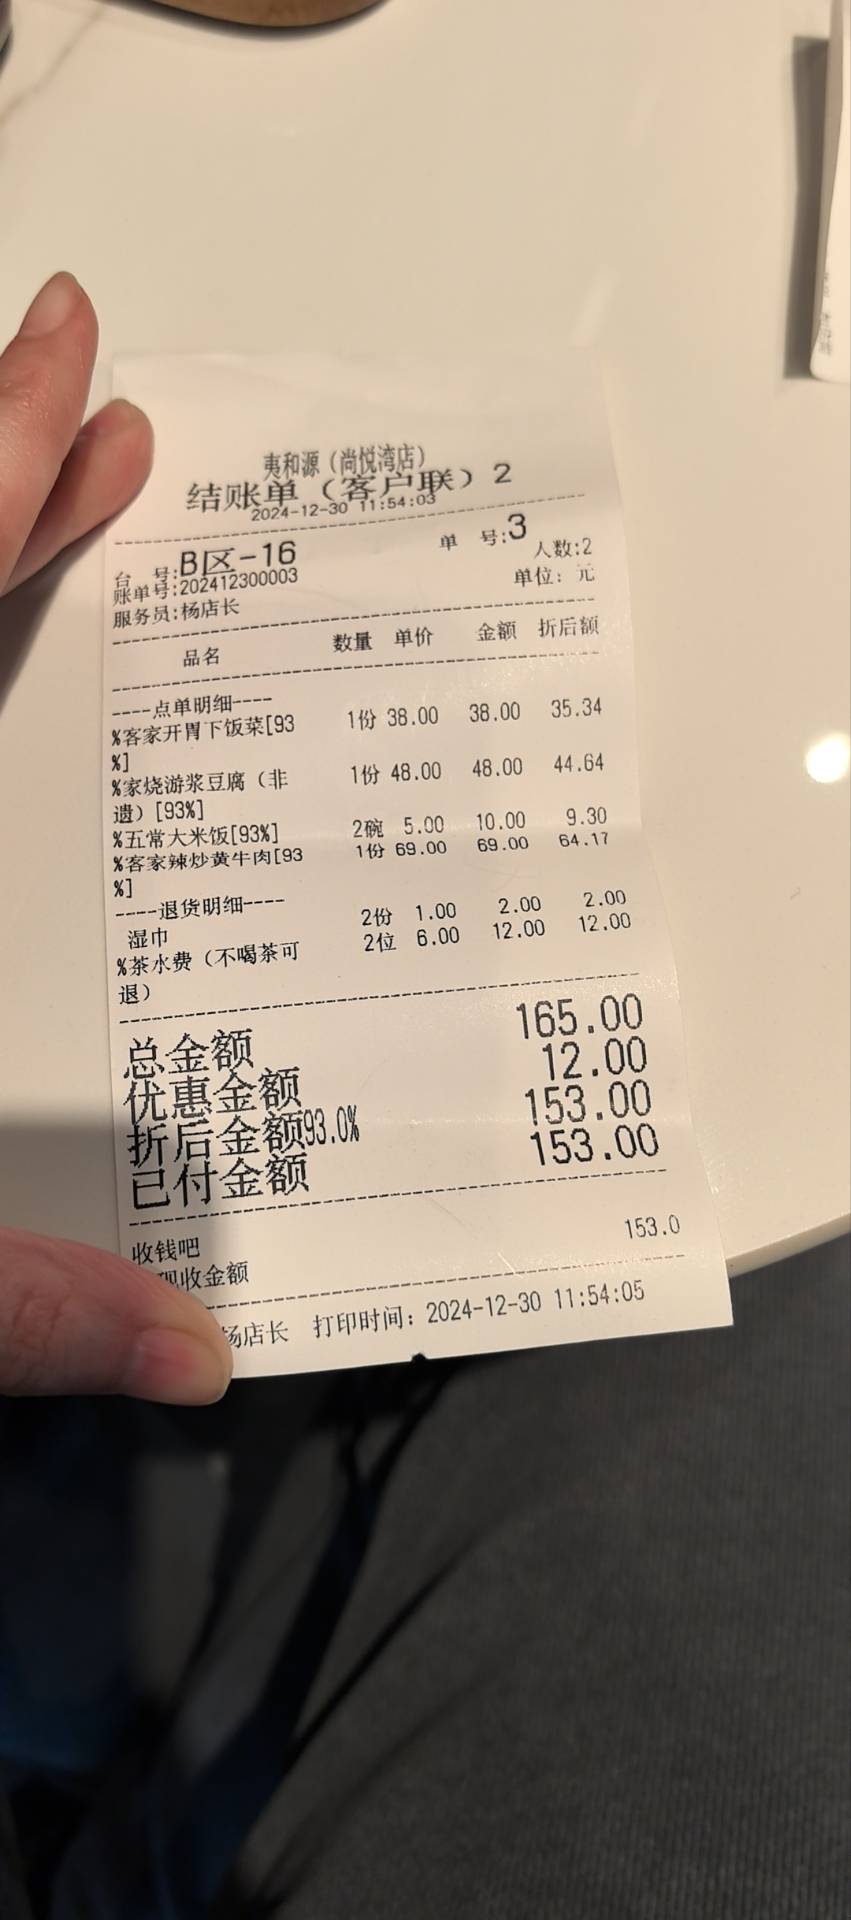 夷和源（尚悦湾店）
结账单（客户联）2
2024-12-30 11:54:03
台 号:B区-16 单 号:3
账单号:202412300003 人数:2
服务员:杨店长 单位: 元
品名 数量 单价 金额 折后额
----点单明细----
%客家开胃下饭菜[93 1份 38.00 38.00 35.34
%]
%家烧游浆豆腐（非 1份 48.00 48.00 44.64
遗）[93%]
%五常大米饭[93%] 2碗 5.00 10.00 9.30
%客家辣炒黄牛肉[93 1份 69.00 69.00 64.17
%]
----退货明细----
湿巾 2份 1.00 2.00 2.00
%茶水费（不喝茶可 2位 6.00 12.00 12.00
退）
总金额 165.00
优惠金额 12.00
折后金额93.0% 153.00
已付金额 153.00
收钱吧 153.0
现收金额
杨店长 打印时间: 2024-12-30 11:54:05